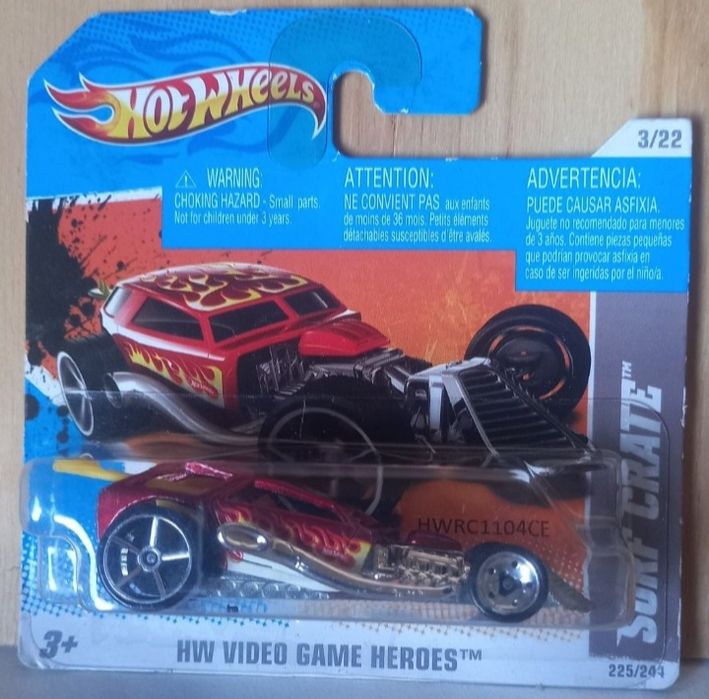 HOT WHEELS
3/22
WARNING:
CHOKING HAZARD - Small parts.
Not for children under 3 years.
ATTENTION:
NE CONVIENT PAS aux enfants
de moins de 36 mois. Petits éléments
détachables susceptibles d'être avalés.
ADVERTENCIA:
PUEDE CAUSAR ASFIXIA.
Juguete no recomendado para menores
de 3 años. Contiene piezas pequeñas
que podrían provocar asfixia en
caso de ser ingeridas por el niño/a.
SURF CRATE™
HWRC1104CE
3+
HW VIDEO GAME HEROES™
225/244